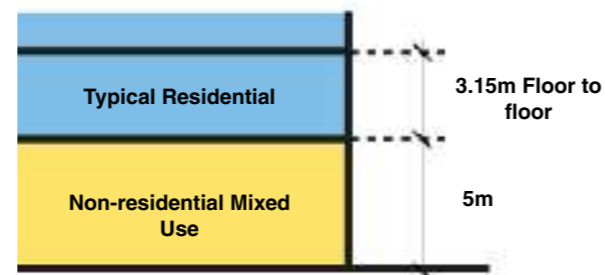 Typical Residential
3.15m Floor to
floor
Non-residential Mixed
Use
5m